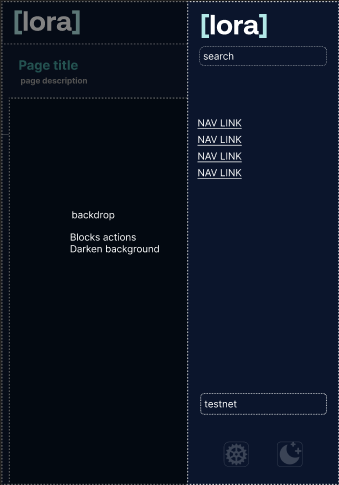 [lora]
Page title
page description
backdrop
Blocks actions
Darken background
[lora]
search
NAV LINK
NAV LINK
NAV LINK
NAV LINK
testnet